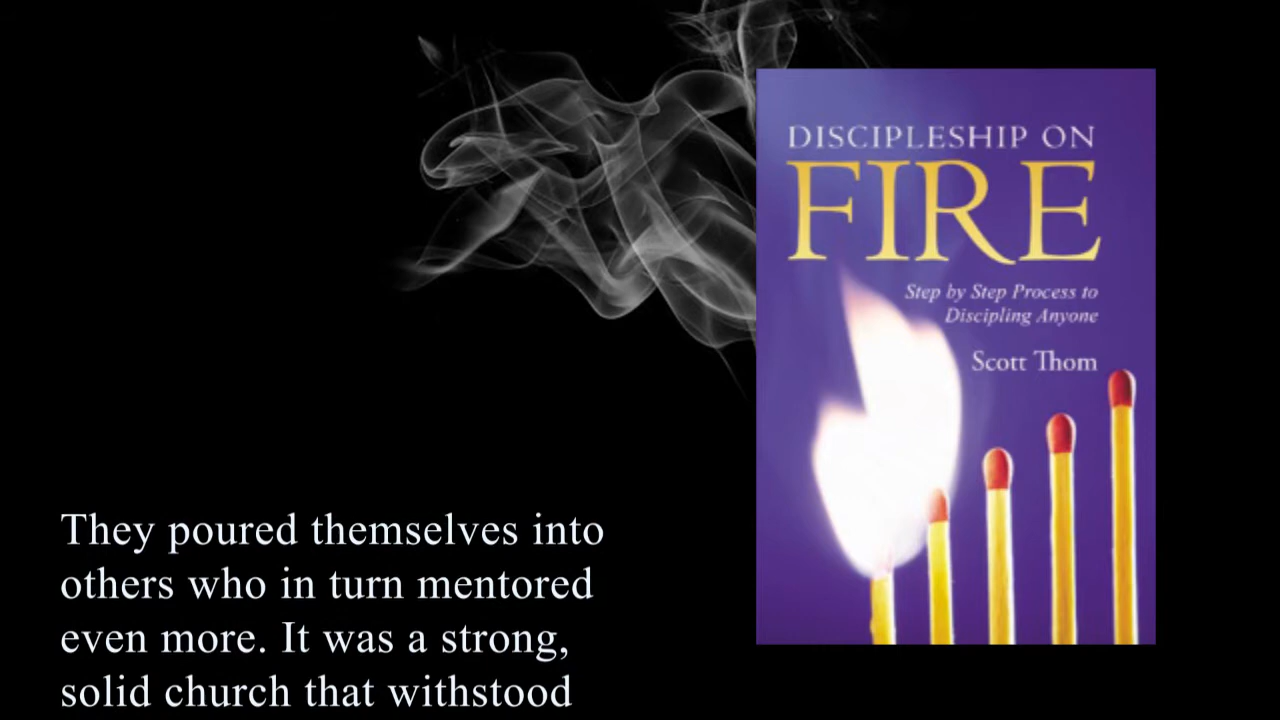 They poured themselves into
others who in turn mentored
even more. It was a strong,
solid church that withstood
DISCIPLESHIP ON
FIRE
Step by Step Process to
Discipling Anyone
Scott Thom